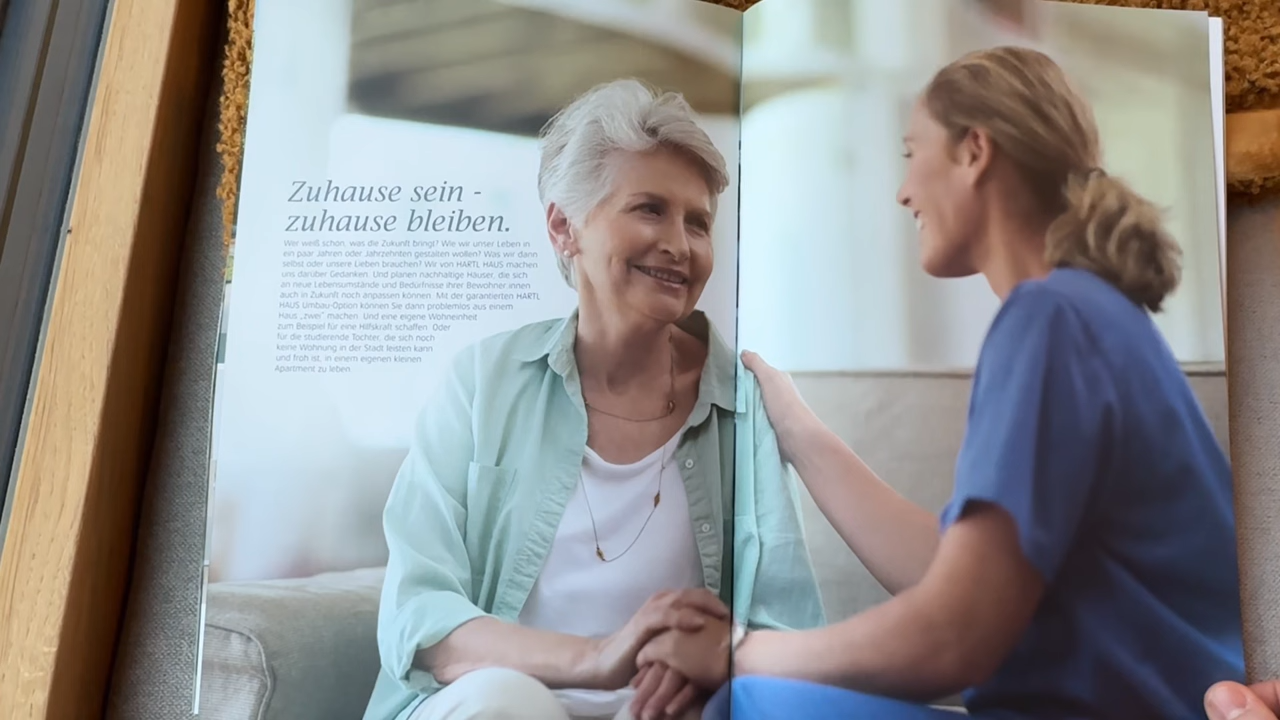 Zuhause sein -
zuhause bleiben.
Wer weiß schon, was die Zukunft bringt? Wie wir unser Leben in
ein paar Jahren oder Jahrzehnten gestalten wollen? Was wir dann
selbst oder unsere Lieben brauchen? Wir von HARTL HAUS machen
uns darüber Gedanken. Und planen nachhaltige Häuser, die sich
an neue Lebensumstände und Bedürfnisse ihrer Bewohner:innen
auch in Zukunft noch anpassen können. Mit der garantierten HARTL
HAUS Umbau-Option können Sie dann problemlos aus einem
Haus „zwei“ machen. Und eine eigene Wohneinheit
zum Beispiel für eine Hilfskraft schaffen. Oder
für die studierende Tochter, die sich noch
keine Wohnung in der Stadt leisten kann
und froh ist, in einem eigenen kleinen
Apartment zu leben.